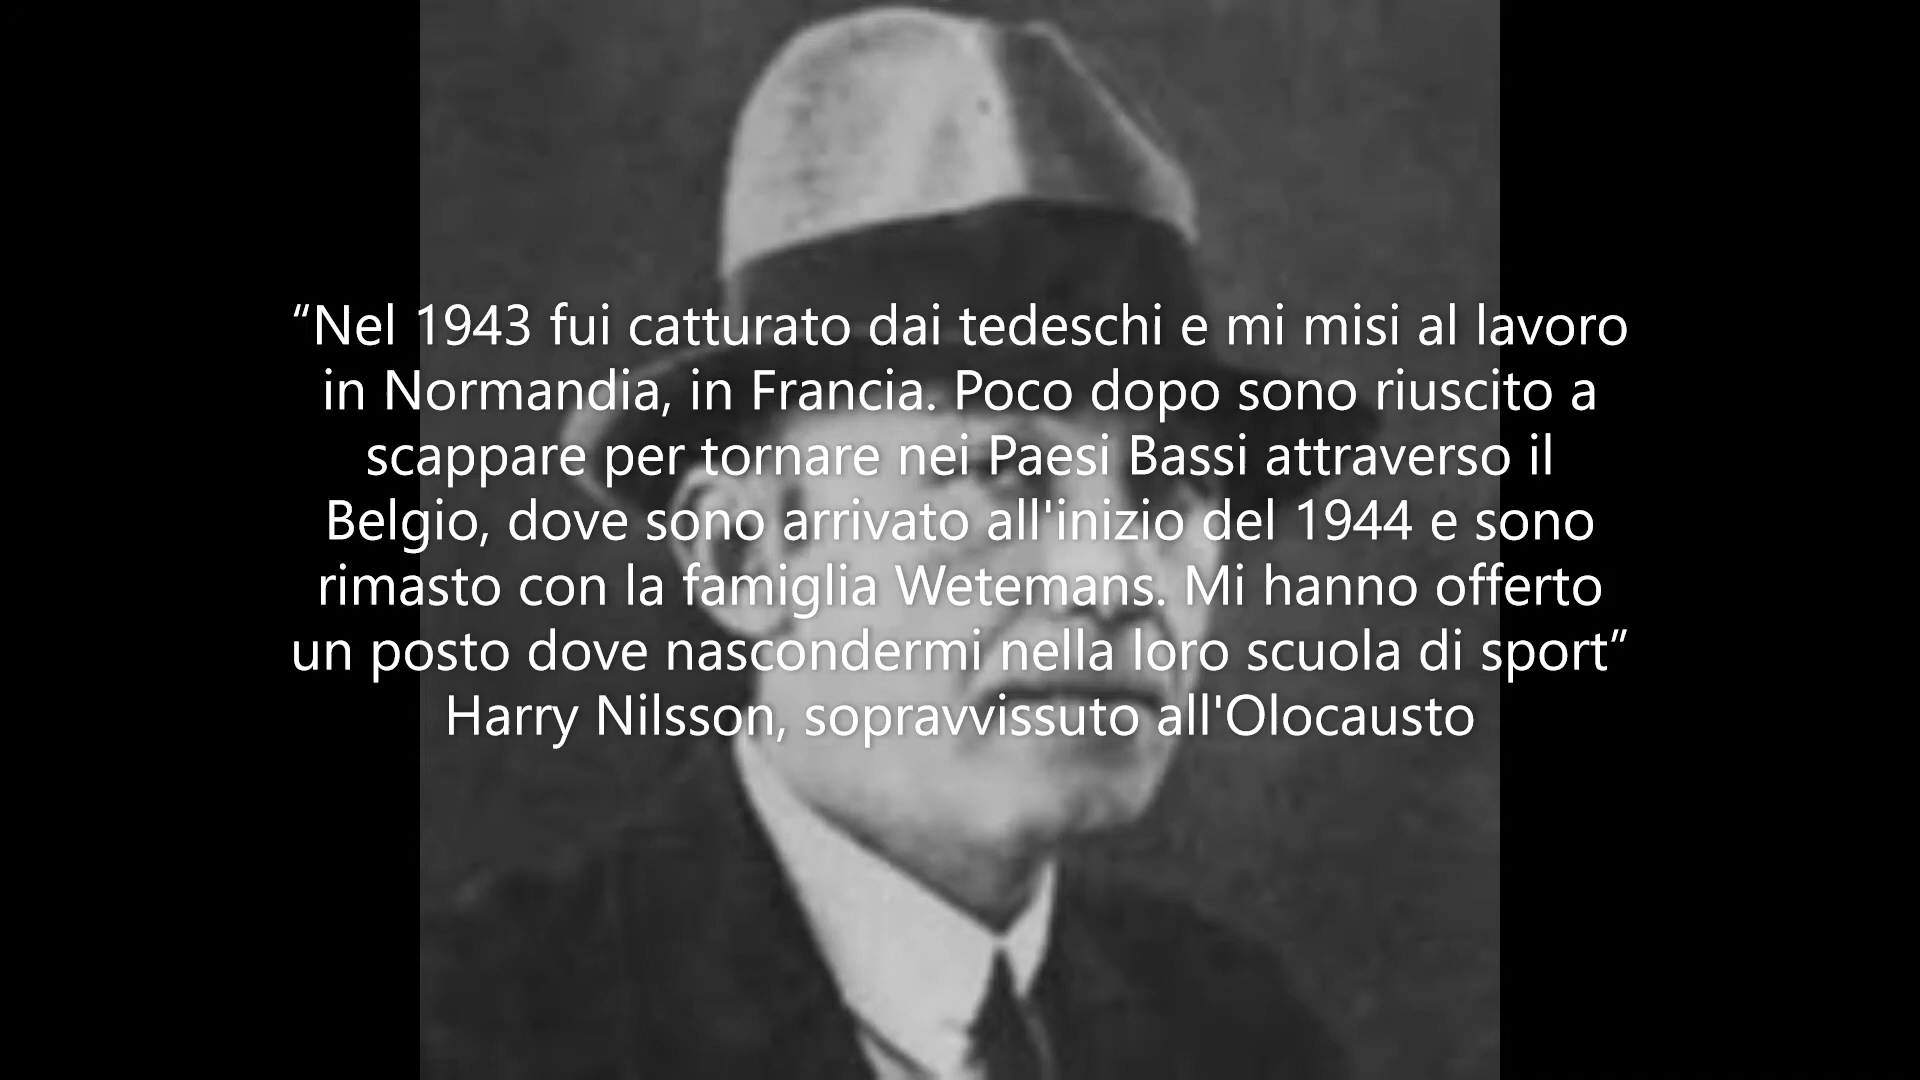 “Nel 1943 fui catturato dai tedeschi e mi misi al lavoro
in Normandia, in Francia. Poco dopo sono riuscito a
scappare per tornare nei Paesi Bassi attraverso il
Belgio, dove sono arrivato all'inizio del 1944 e sono
rimasto con la famiglia Wetemans. Mi hanno offerto
un posto dove nascondermi nella loro scuola di sport”
Harry Nilsson, sopravvissuto all'Olocausto